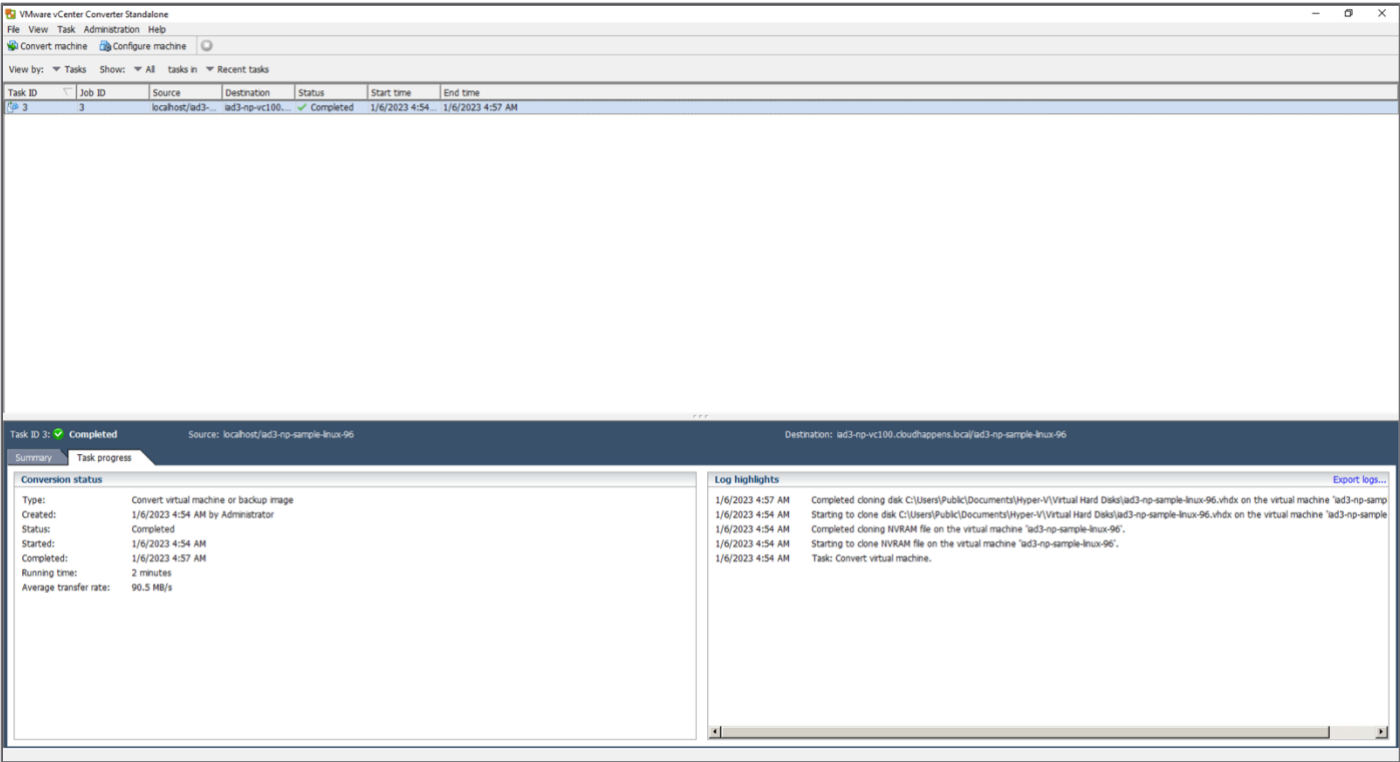 VMware vCenter Converter Standalone
File View Task Administration Help
Convert machine Configure machine
View by: Tasks Show: All tasks in Recent tasks
Task ID Job ID Source Destination Status Start time End time
3 3 localhost/iad3-... iad3-np-vc100.... Completed 1/6/2023 4:54... 1/6/2023 4:57 AM
Task ID 3: Completed Source: localhost/iad3-np-sample-linux-96 Destination: iad3-np-vc100.cloudhappens.local/iad3-np-sample-linux-96
Summary Task progress
Conversion status
Type: Convert virtual machine or backup image
Created: 1/6/2023 4:54 AM by Administrator
Status: Completed
Started: 1/6/2023 4:54 AM
Completed: 1/6/2023 4:57 AM
Running time: 2 minutes
Average transfer rate: 90.5 MB/s
Log highlights Export logs...
1/6/2023 4:57 AM Completed cloning disk C:\Users\Public\Documents\Hyper-V\Virtual Hard Disks\iad3-np-sample-linux-96.vhdx on the virtual machine 'iad3-np-samp
1/6/2023 4:54 AM Starting to clone disk C:\Users\Public\Documents\Hyper-V\Virtual Hard Disks\iad3-np-sample-linux-96.vhdx on the virtual machine 'iad3-np-sample
1/6/2023 4:54 AM Completed cloning NVRAM file on the virtual machine 'iad3-np-sample-linux-96'.
1/6/2023 4:54 AM Starting to clone NVRAM file on the virtual machine 'iad3-np-sample-linux-96'.
1/6/2023 4:54 AM Task: Convert virtual machine.